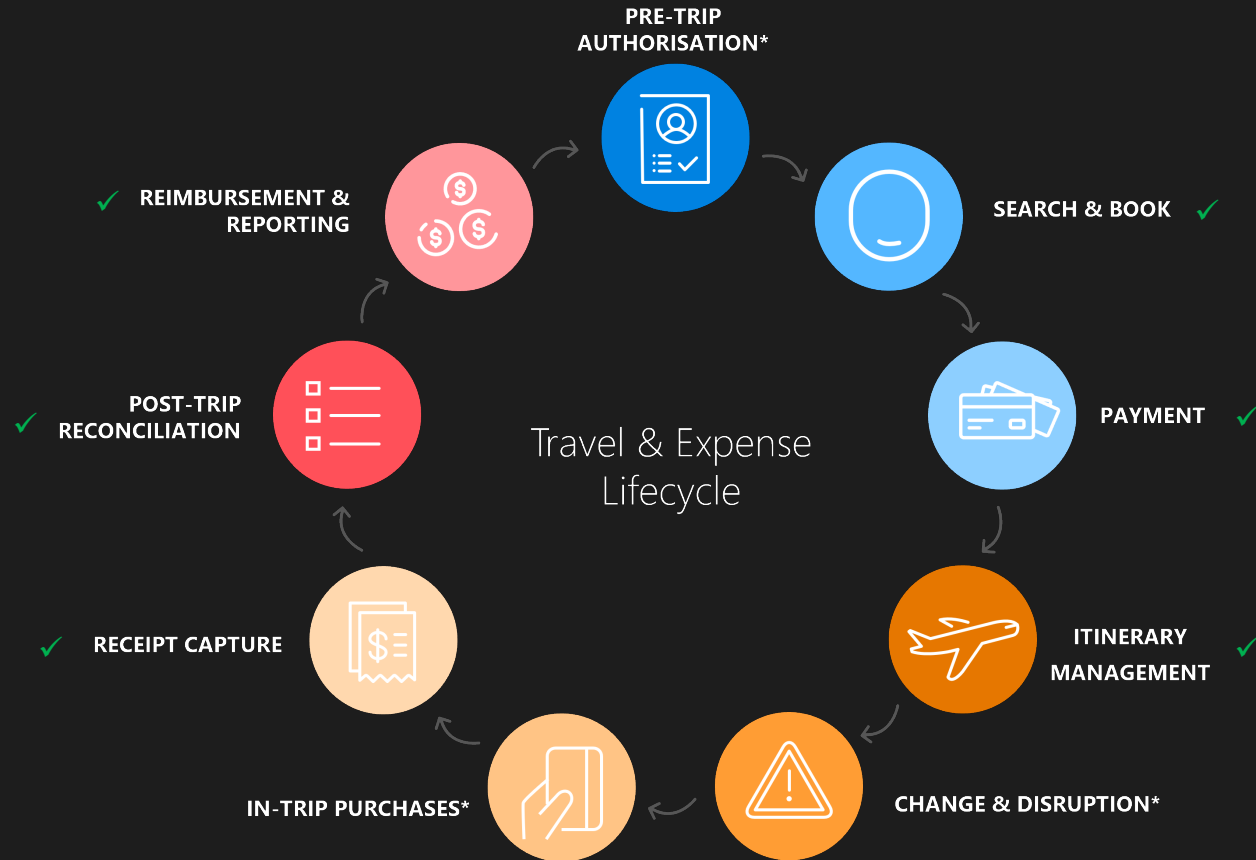 PRE-TRIP
AUTHORISATION*
SEARCH & BOOK
PAYMENT
ITINERARY
MANAGEMENT
CHANGE & DISRUPTION*
IN-TRIP PURCHASES*
RECEIPT CAPTURE
POST-TRIP
RECONCILIATION
REIMBURSEMENT &
REPORTING
Travel & Expense
Lifecycle